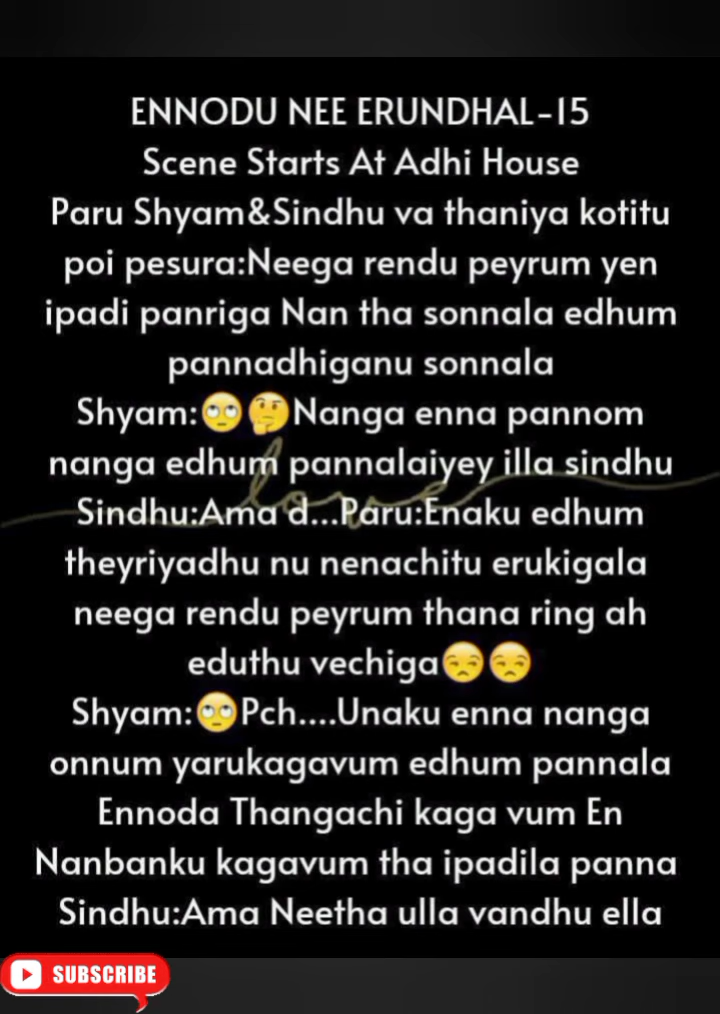 ENNODU NEE ERUNDHAL-15
Scene Starts At Adhi House
Paru Shyam&Sindhu va thaniya kotitu
poi pesura:Neega rendu peyrum yen
ipadi panriga Nan tha sonnala edhum
pannadhiganu sonnala
Shyam:🙄🤔Nanga enna pannom
nanga edhum pannalaiyey illa sindhu
Sindhu:Ama d...Paru:Enaku edhum
theyriyadhu nu nenachitu erukigala
neega rendu peyrum thana ring ah
eduthu vechiga😒😒
Shyam:🙄Pch....Unaku enna nanga
onnum yarukagavum edhum pannala
Ennoda Thangachi kaga vum En
Nanbanku kagavum tha ipadila panna
Sindhu:Ama Neetha ulla vandhu ella
love
SUBSCRIBE